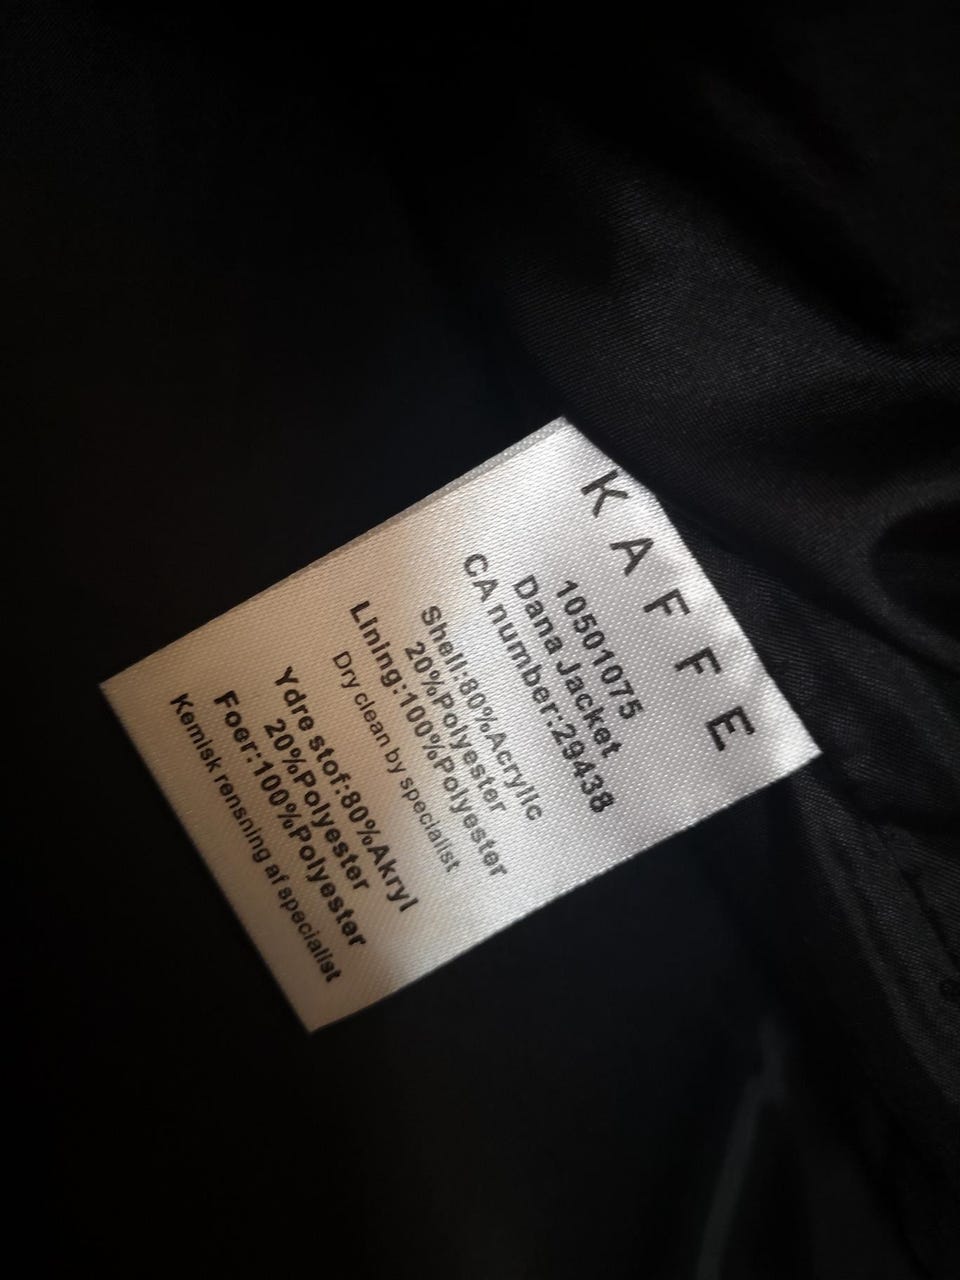 KAFFE
10501075
Dana Jacket
CA number:29438
Shell:80%Acrylic
20%Polyester
Lining:100%Polyester
Dry clean by specialist
Ydre stof:80%Akryl
20%Polyester
Foer:100%Polyester
Kemisk rensning af specialist